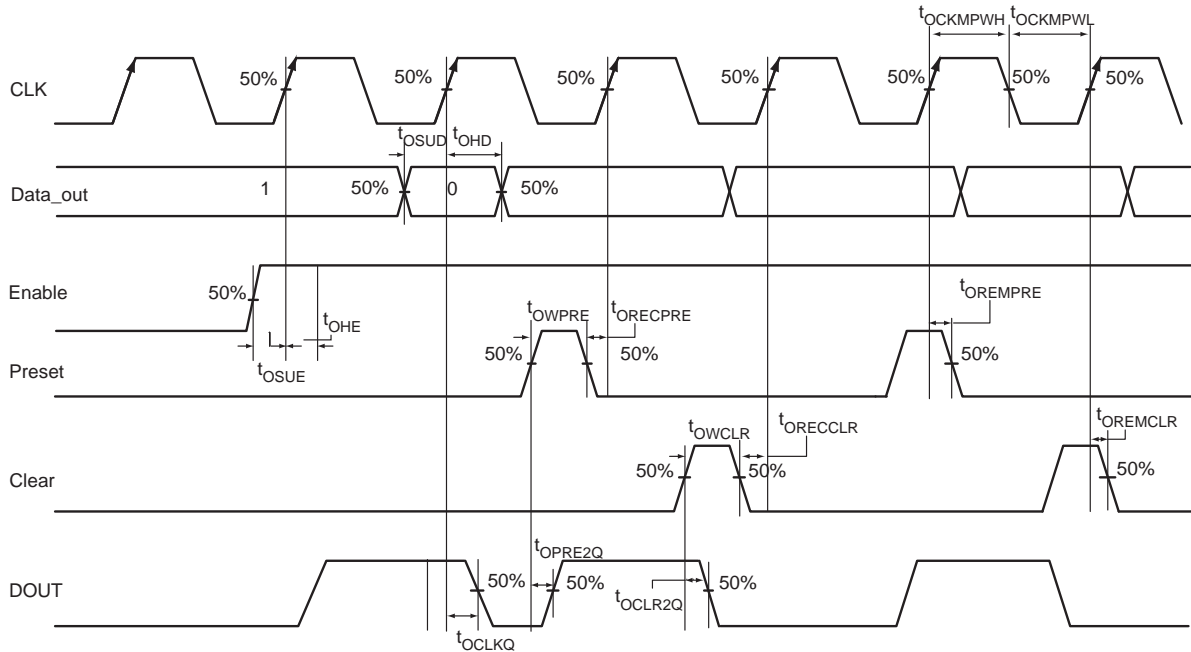 tOCKMPWH tOCKMPWL
CLK
50% 50% 50% 50% 50% 50% 50%
tOSUD tOHD
Data_out
1 50% 0 50%
Enable
50%
tOHE
tOSUE
tOWPRE tORECPRE
tOREMPRE
Preset
50% 50% 50%
tOWCLR tORECCLR
tOREMCLR
Clear
50% 50% 50%
tOPRE2Q
DOUT
50% 50% 50%
tOCLR2Q
tOCLKQ